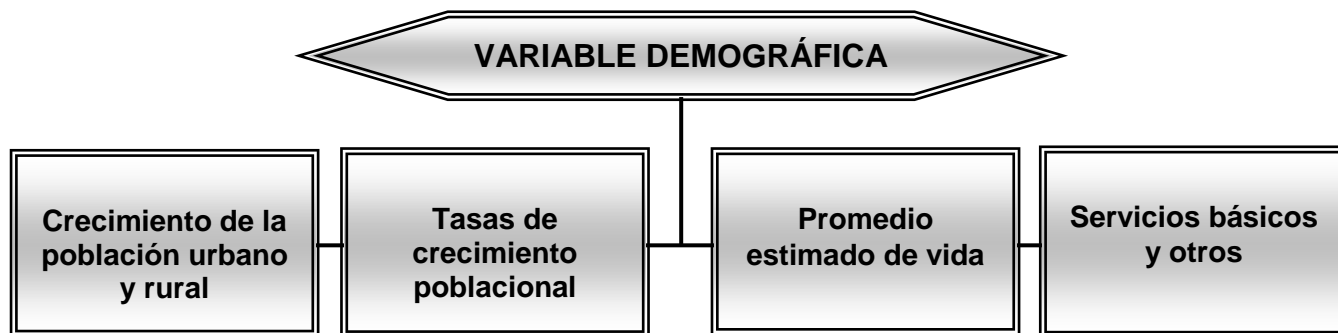 VARIABLE DEMOGRÁFICA
Crecimiento de la
población urbano
y rural
Tasas de
crecimiento
poblacional
Promedio
estimado de vida
Servicios básicos
y otros